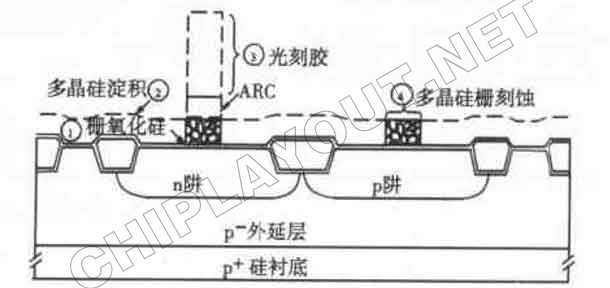 ③ 光刻胶
多晶硅淀积 ②
ARC
④ 多晶硅栅刻蚀
① 栅氧化硅
n阱
p阱
p⁻外延层
p⁺硅衬底
CHIPLAYOUT.NET